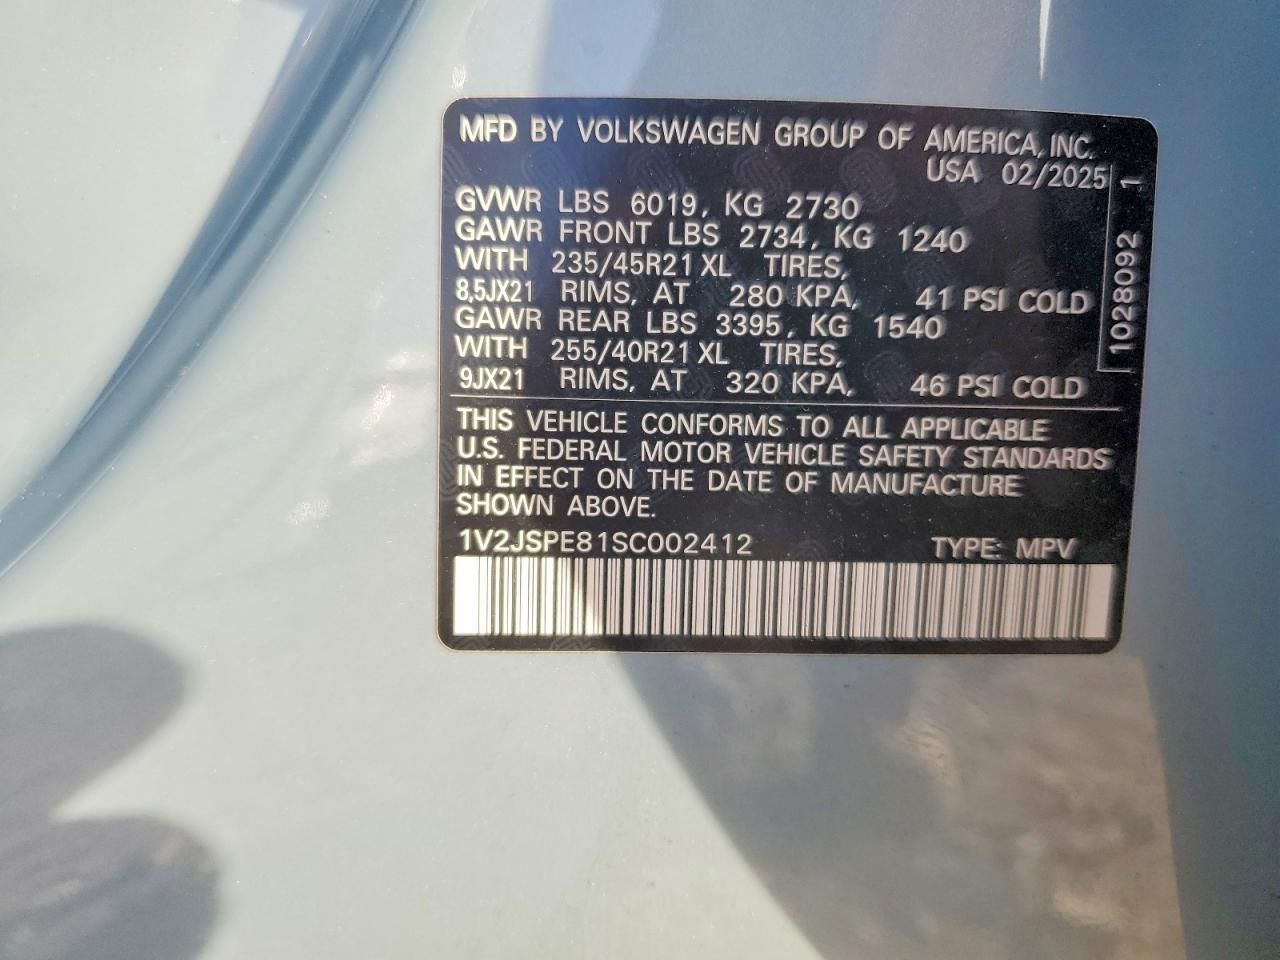 MFD BY VOLKSWAGEN GROUP OF AMERICA, INC.
USA 02/2025
GVWR LBS 6019, KG 2730
GAWR FRONT LBS 2734, KG 1240
WITH 235/45R21 XL TIRES,
8,5JX21 RIMS, AT 280 KPA, 41 PSI COLD
GAWR REAR LBS 3395, KG 1540
WITH 255/40R21 XL TIRES,
9JX21 RIMS, AT 320 KPA, 46 PSI COLD
THIS VEHICLE CONFORMS TO ALL APPLICABLE
U.S. FEDERAL MOTOR VEHICLE SAFETY STANDARDS
IN EFFECT ON THE DATE OF MANUFACTURE
SHOWN ABOVE.
1V2JSPE81SC002412 TYPE: MPV
1028092 1